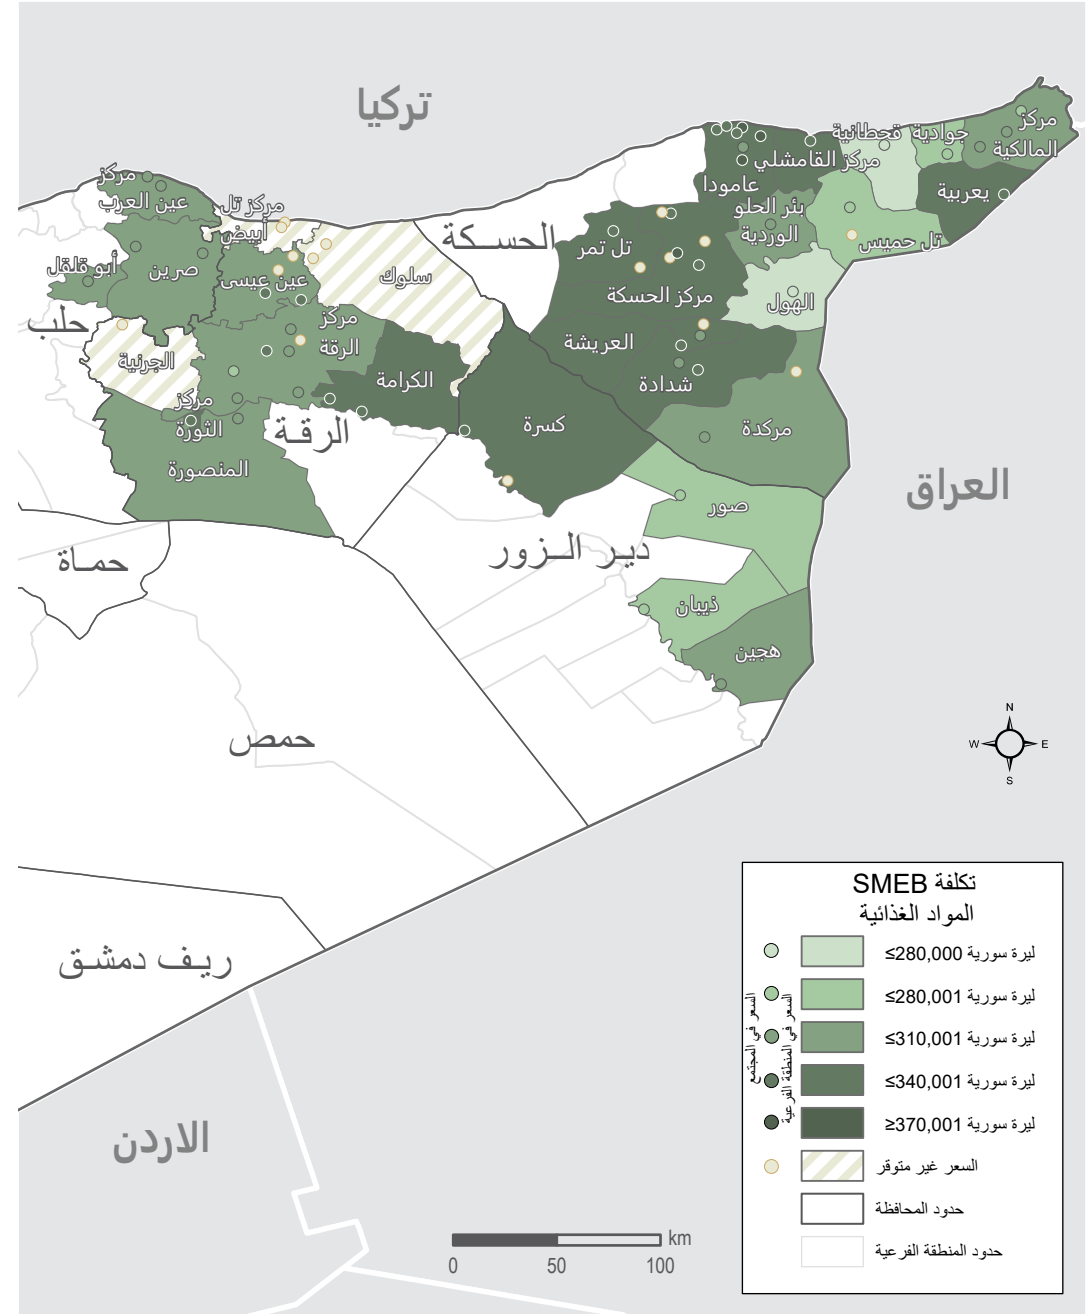 تركيا
مركز
المالكية
جوادية
قحطانية
مركز القامشلي
يعربية
عامودا
بئر الحلو
الوردية
تل حميس
الهول
الحسـكة
تل تمر
مركز الحسكة
العريشة
شدادة
مركدة
مركز
عين العرب
مركز تل
أبيض
سلوك
عين عيسى
صرين
أبو قلقل
حلب
الجرنية
مركز
الرقة
الكرامة
كسرة
مركز
الثورة
المنصورة
الرقـة
العراق
صور
ديـر الـزور
ذيبان
هجين
حمـاة
حمص
ريـف دمشـق
الاردن
N
W
E
S
تكلفة SMEB
المواد الغذائية
≤280,000 ليرة سورية
≤280,001 ليرة سورية
≤310,001 ليرة سورية
≤340,001 ليرة سورية
≥370,001 ليرة سورية
السعر غير متوفر
حدود المحافظة
حدود المنطقة الفرعية
السعر في المجتمع
السعر في المنطقة الفرعية
km
0
50
100